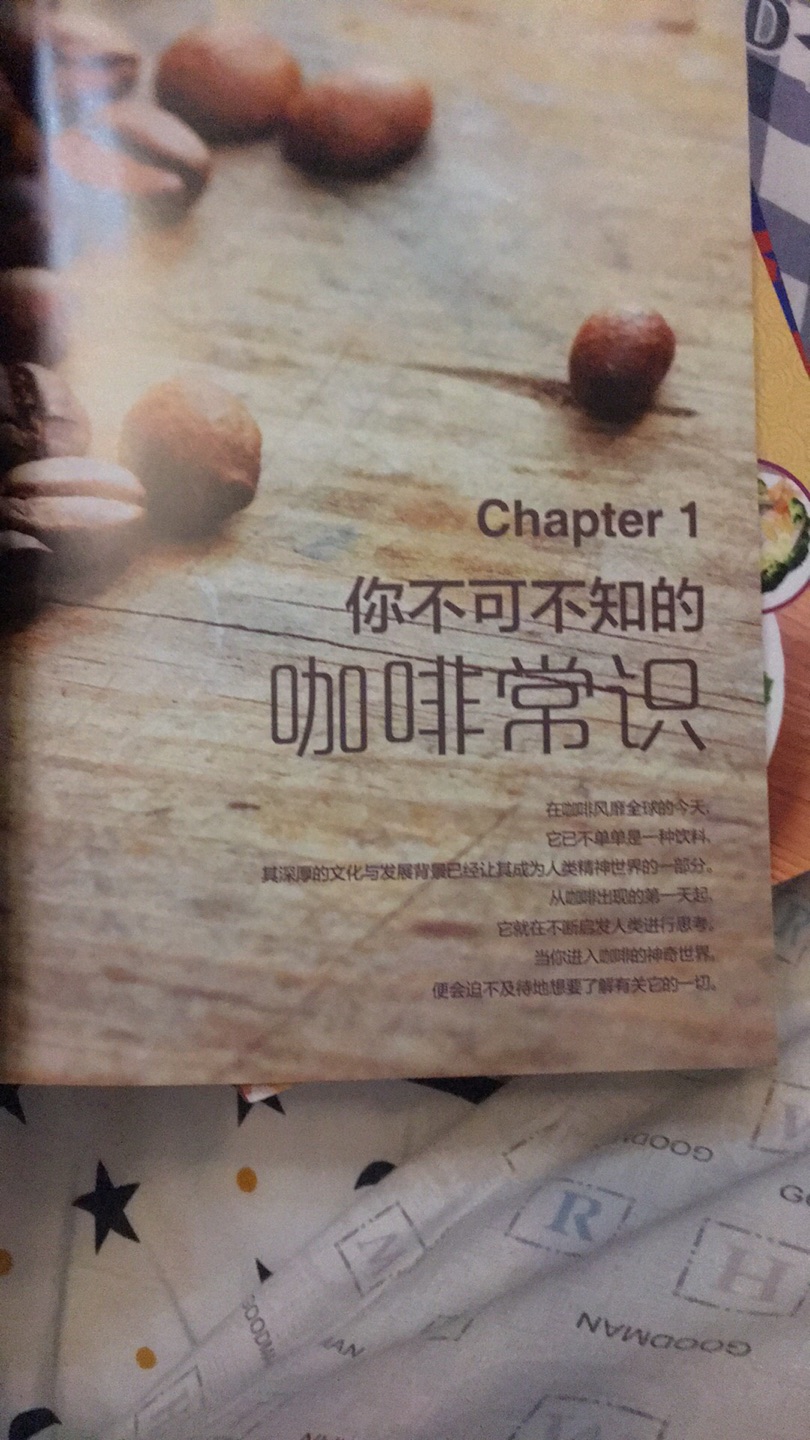 D
Chapter 1
你不可不知的
咖啡常识
在咖啡风靡全球的今天,
它已不单单是一种饮料,
其深厚的文化与发展背景已经让其成为人类精神世界的一部分。
从咖啡出现的第一天起,
它就在不断启发人类进行思考。
当你进入咖啡的神奇世界,
便会迫不及待地想要了解有关它的一切。
GOODMAN
R
H
GOODMAN